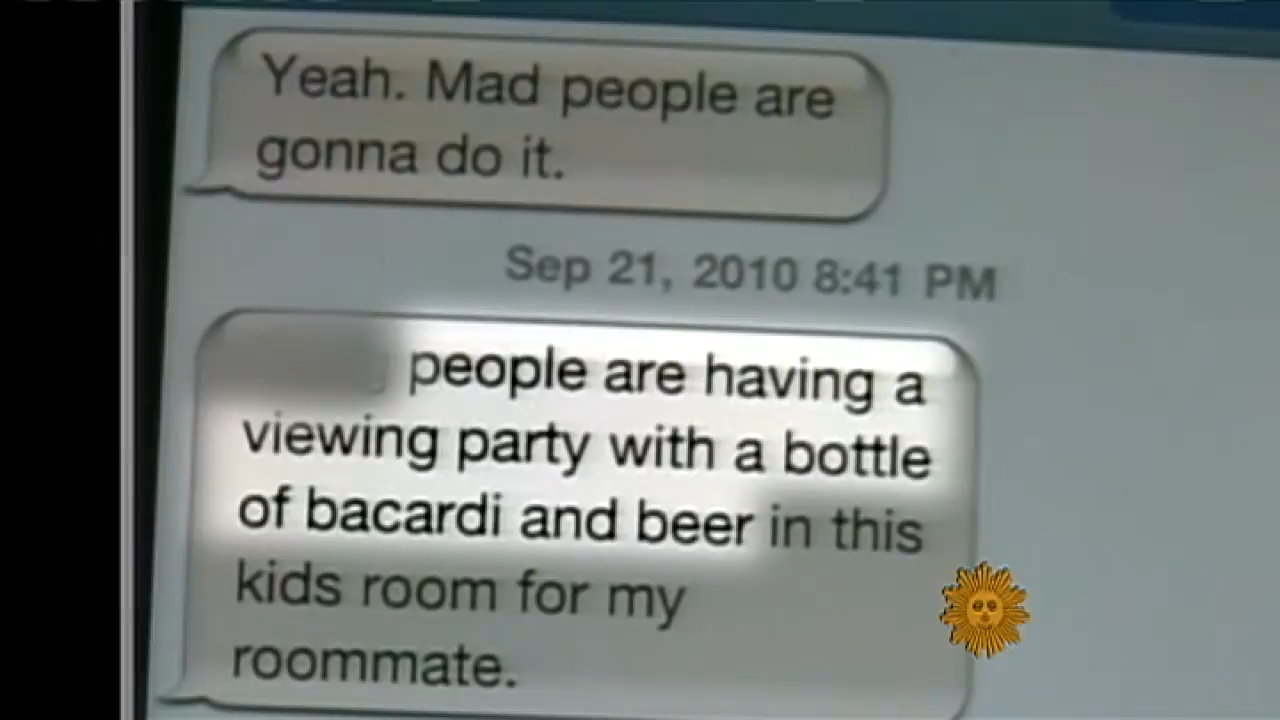 Yeah. Mad people are
gonna do it.
Sep 21, 2010 8:41 PM
people are having a
viewing party with a bottle
of bacardi and beer in this
kids room for my
roommate.